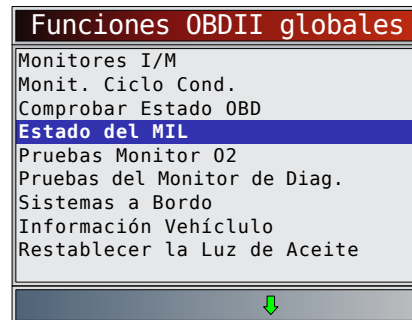 Funciones OBDII globales
Monitores I/M
Monit. Ciclo Cond.
Comprobar Estado OBD
Estado del MIL
Pruebas Monitor O2
Pruebas del Monitor de Diag.
Sistemas a Bordo
Información Vehíclulo
Restablecer la Luz de Aceite